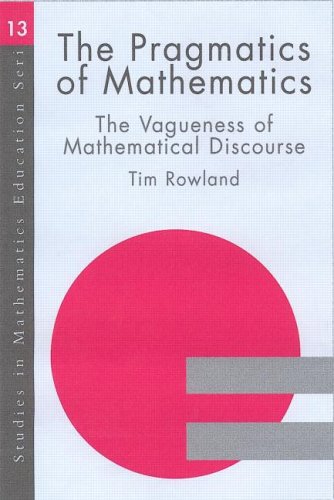 13
The Pragmatics
of Mathematics
The Vagueness of
Mathematical Discourse
Tim Rowland
Studies in Mathematics Education Seri